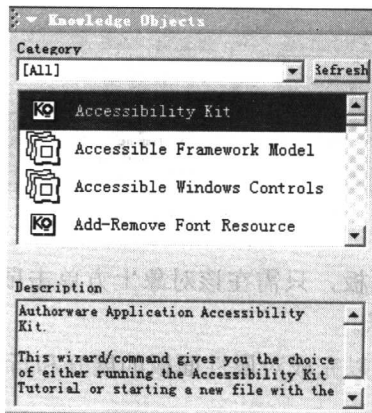 Knowledge Objects
Category
[All]
Refresh
KO Accessibility Kit
Accessible Framework Model
Accessible Windows Controls
KO Add-Remove Font Resource
Description
Authorware Application Accessibility
Kit.
This wizard/command gives you the choice
of either running the Accessibility Kit
Tutorial or starting a new file with the